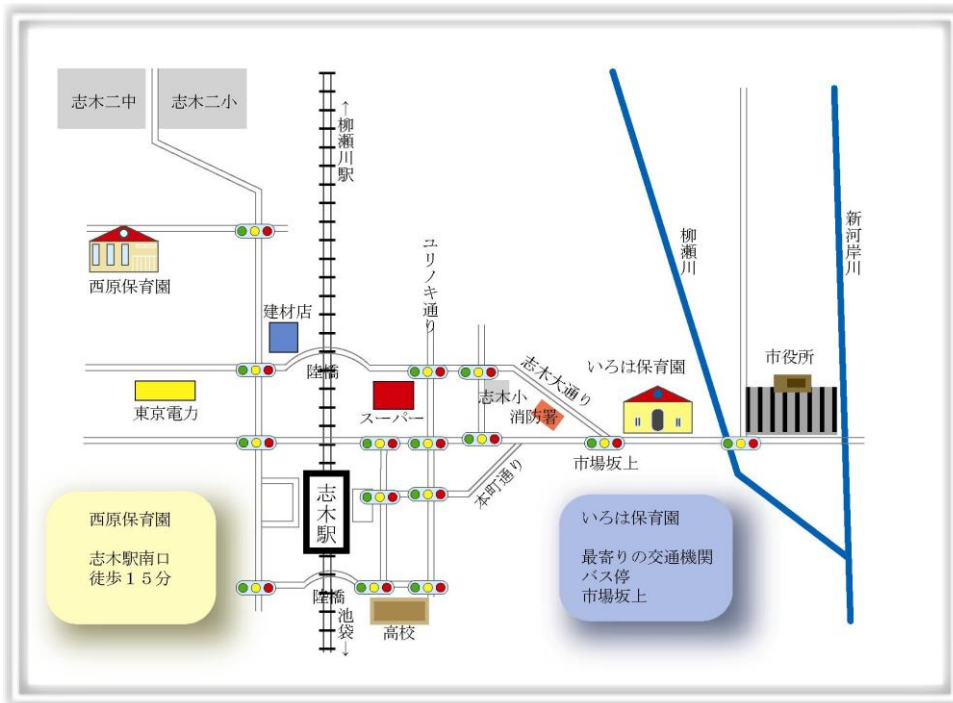 志木二中
志木二小
←柳瀬川駅
西原保育園
建材店
ユリノキ通り
柳瀬川
新河岸川
陸橋
東京電力
スーパー
志木小
志木大通り
消防署
いろは保育園
市役所
市場坂上
本町通り
志木駅
陸橋
池袋→
高校
西原保育園
志木駅南口
徒歩15分
いろは保育園
最寄りの交通機関
バス停
市場坂上